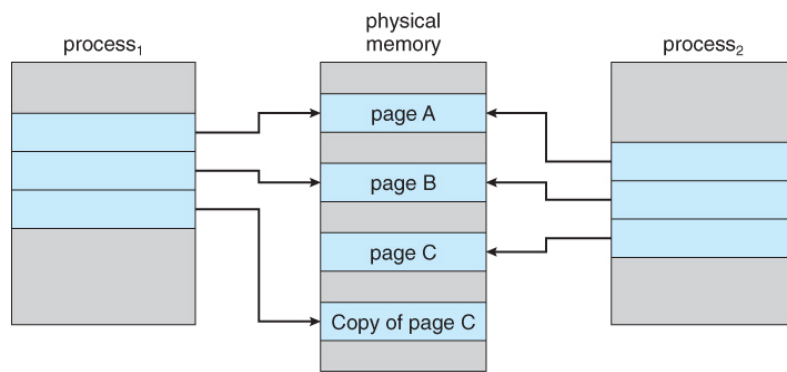 process₁
physical
memory
process₂
page A
page B
page C
Copy of page C